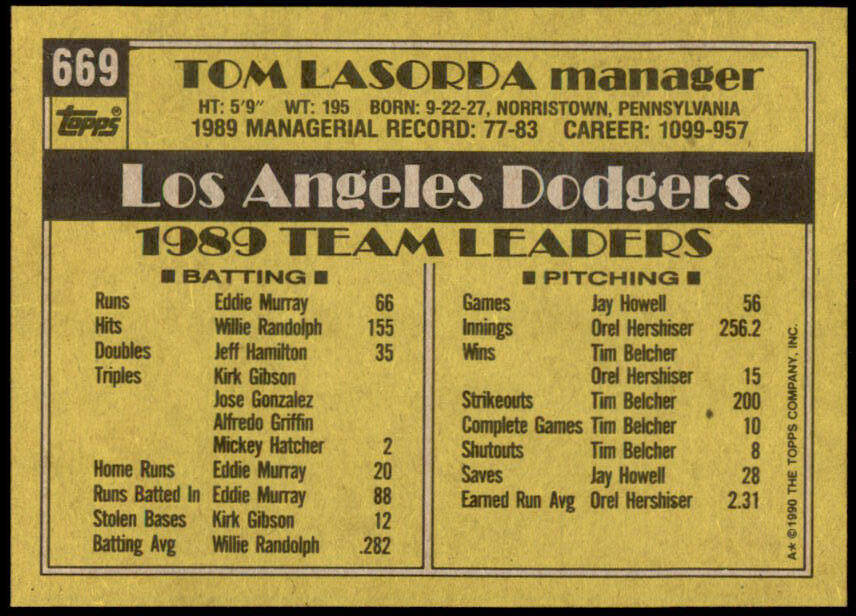 669
Topps®
TOM LASORDA manager
HT: 5'9" WT: 195 BORN: 9-22-27, NORRISTOWN, PENNSYLVANIA
1989 MANAGERIAL RECORD: 77-83 CAREER: 1099-957
Los Angeles Dodgers
1989 TEAM LEADERS
■ BATTING ■
Runs Eddie Murray 66
Hits Willie Randolph 155
Doubles Jeff Hamilton 35
Triples Kirk Gibson
Jose Gonzalez
Alfredo Griffin
Mickey Hatcher 2
Home Runs Eddie Murray 20
Runs Batted In Eddie Murray 88
Stolen Bases Kirk Gibson 12
Batting Avg Willie Randolph .282
■ PITCHING ■
Games Jay Howell 56
Innings Orel Hershiser 256.2
Wins Tim Belcher
Orel Hershiser 15
Strikeouts Tim Belcher 200
Complete Games Tim Belcher 10
Shutouts Tim Belcher 8
Saves Jay Howell 28
Earned Run Avg Orel Hershiser 2.31
A★ ©1990 THE TOPPS COMPANY, INC.